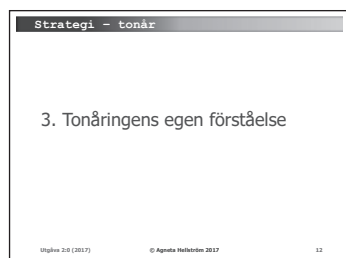 Strategi – tonår
3. Tonåringens egen förståelse
Utgåva 2:0 (2017) © Agneta Hellström 2017 12